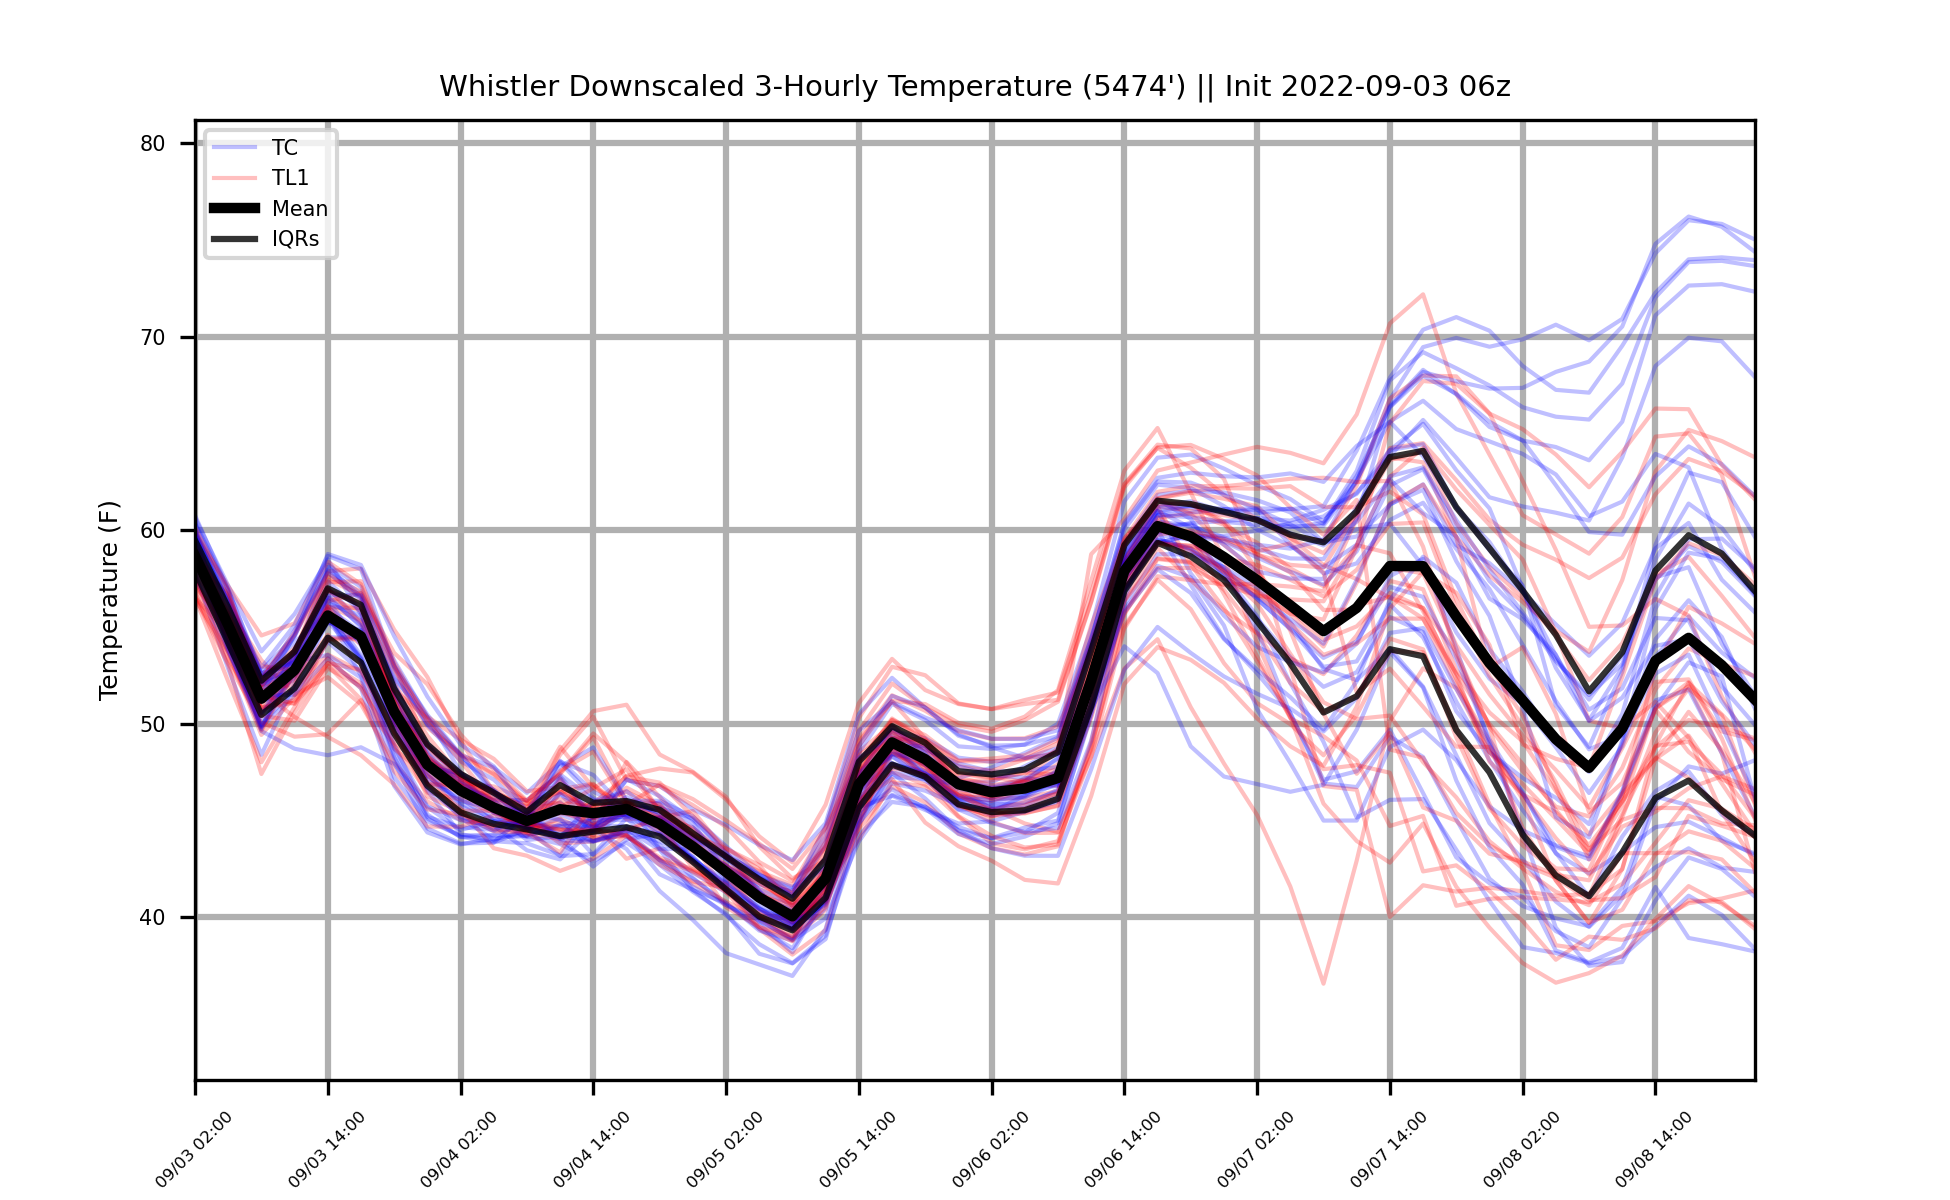 Whistler Downscaled 3-Hourly Temperature (5474') || Init 2022-09-03 06z
80
70
60
50
40
Temperature (F)
TC
TL1
Mean
IQRs
09/03 02:00
09/03 14:00
09/04 02:00
09/04 14:00
09/05 02:00
09/05 14:00
09/06 02:00
09/06 14:00
09/07 02:00
09/07 14:00
09/08 02:00
09/08 14:00